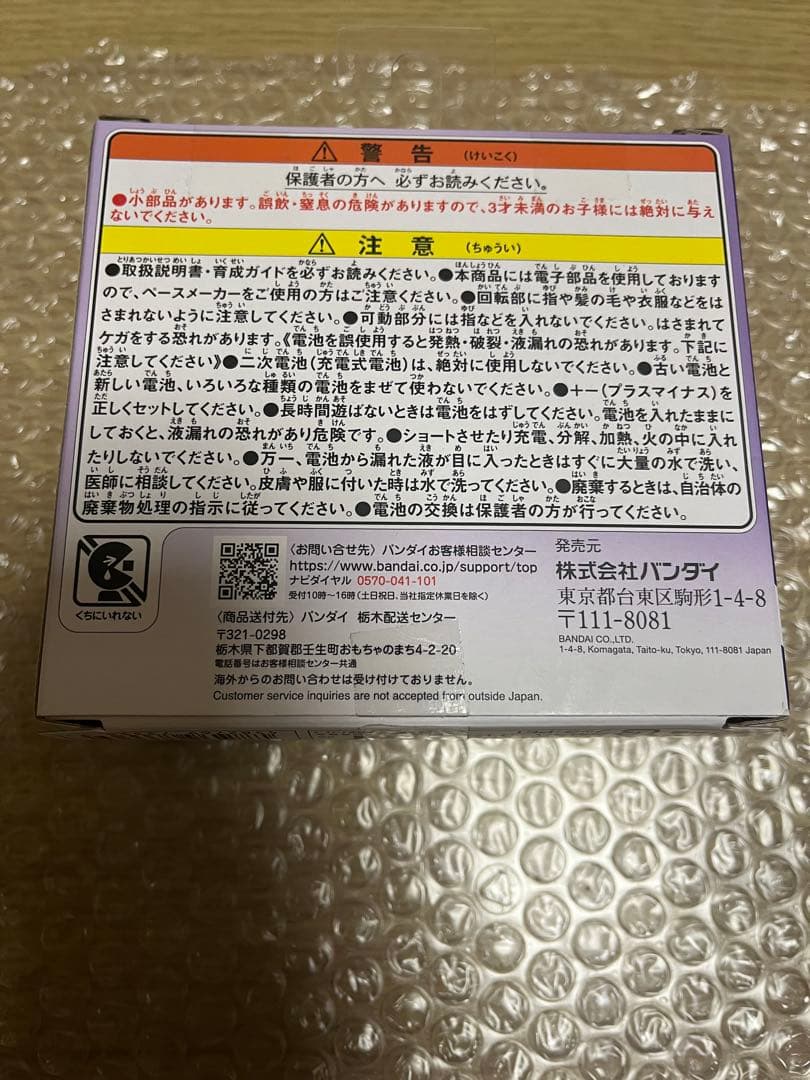 ⚠ 警告 (けいこく)
保護者の方へ 必ずお読みください。
●小部品があります。誤飲・窒息の危険がありますので、3才未満のお子様には絶対に与え
ないでください。
⚠ 注意 (ちゅうい)
●取扱説明書・育成ガイドを必ずお読みください。●本商品には電子部品を使用しております
ので、ペースメーカーをご使用の方はご注意ください。●回転部に指や髪の毛や衣服などをは
さまれないように注意してください。●可動部分には指などを入れないでください。はさまれて
ケガをする恐れがあります。《電池を誤使用すると発熱・破裂・液漏れの恐れがあります。下記に
注意してください》●二次電池(充電式電池)は、絶対に使用しないでください。●古い電池と
新しい電池、いろいろな種類の電池をまぜて使わないでください。●+-(プラスマイナス)を
正しくセットしてください。●長時間遊ばないときは電池をはずしてください。電池を入れたままに
しておくと、液漏れの恐れがあり危険です。●ショートさせたり充電、分解、加熱、火の中に入れ
たりしないでください。●万一、電池から漏れた液が目に入ったときはすぐに大量の水で洗い、
医師に相談してください。皮膚や服に付いた時は水で洗ってください。●廃棄するときは、自治体の
廃棄物処理の指示に従ってください。●電池の交換は保護者の方が行ってください。
くちにいれない
〈お問い合せ先〉バンダイお客様相談センター
https://www.bandai.co.jp/support/top
ナビダイヤル 0570-041-101
受付10時〜16時(土日祝日、当社指定休業日を除く)
〈商品送付先〉バンダイ 栃木配送センター
〒321-0298
栃木県下都賀郡壬生町おもちゃのまち4-2-20
電話番号はお客様相談センター共通
海外からのお問い合わせは受け付けておりません。
Customer service inquiries are not accepted from outside Japan.
発売元
株式会社バンダイ
東京都台東区駒形1-4-8
〒111-8081
BANDAI CO.,LTD.
1-4-8, Komagata, Taito-ku, Tokyo, 111-8081 Japan